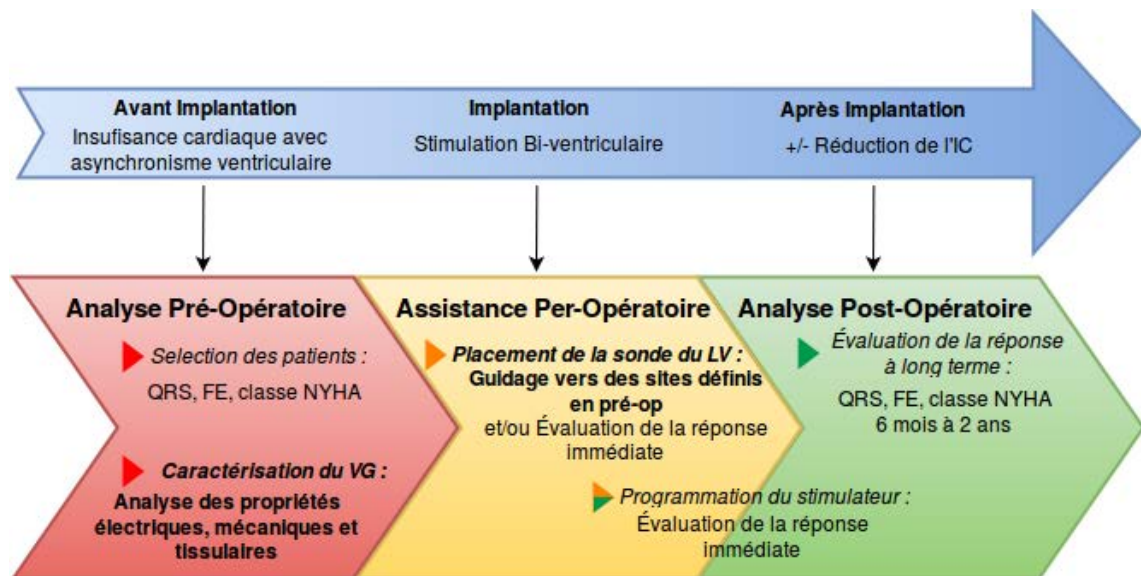 Avant Implantation
Insufisance cardiaque avec
asynchronisme ventriculaire
Implantation
Stimulation Bi-ventriculaire
Après Implantation
+/- Réduction de l'IC
Analyse Pré-Opératoire
Selection des patients :
QRS, FE, classe NYHA
Caractérisation du VG :
Analyse des propriétés
électriques, mécaniques et
tissulaires
Assistance Per-Opératoire
Placement de la sonde du LV :
Guidage vers des sites définis
en pré-op
et/ou Évaluation de la réponse
immédiate
Programmation du stimulateur :
Évaluation de la réponse
immédiate
Analyse Post-Opératoire
Évaluation de la réponse
à long terme :
QRS, FE, classe NYHA
6 mois à 2 ans